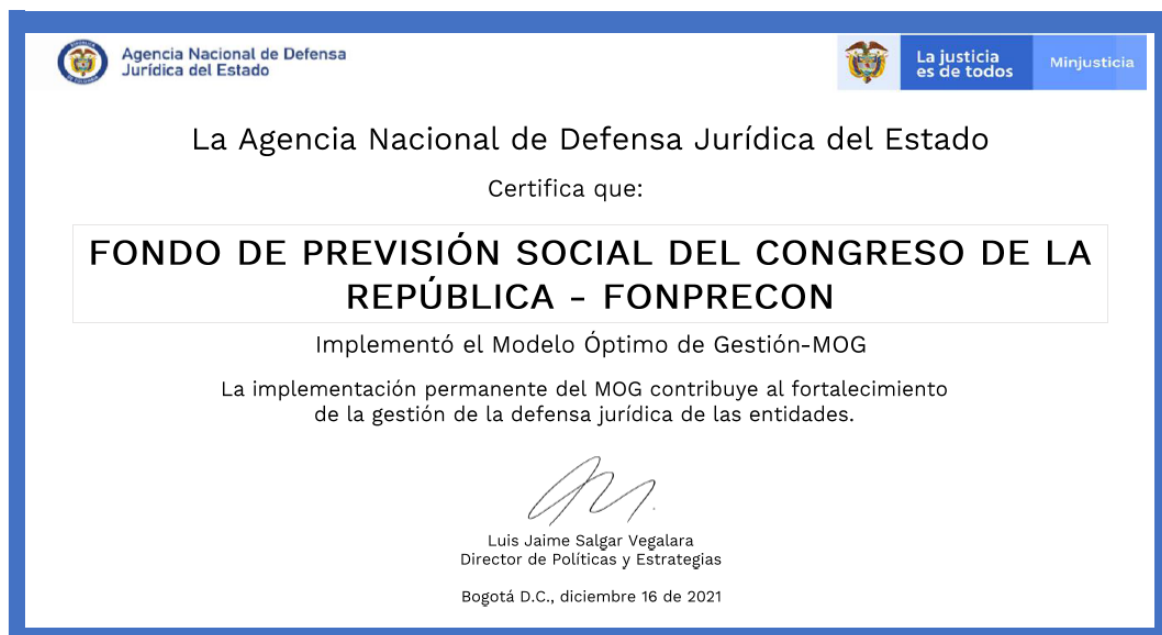 Agencia Nacional de Defensa
Jurídica del Estado
La justicia
es de todos
Minjusticia
La Agencia Nacional de Defensa Jurídica del Estado
Certifica que:
FONDO DE PREVISIÓN SOCIAL DEL CONGRESO DE LA
REPÚBLICA - FONPRECON
Implementó el Modelo Óptimo de Gestión-MOG
La implementación permanente del MOG contribuye al fortalecimiento
de la gestión de la defensa jurídica de las entidades.
Luis Jaime Salgar Vegalara
Director de Políticas y Estrategias
Bogotá D.C., diciembre 16 de 2021